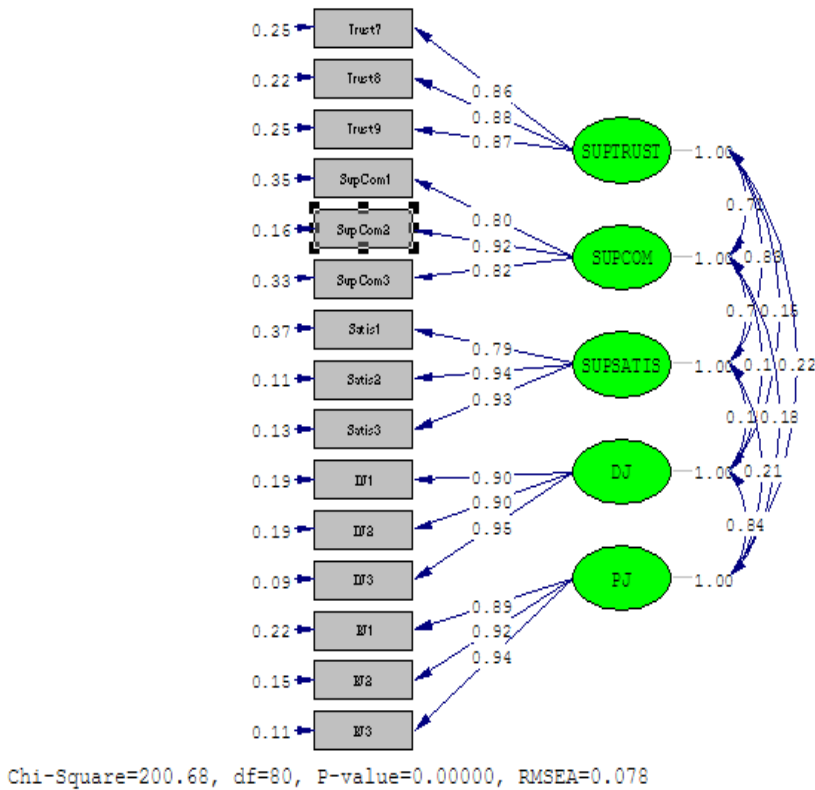 0.25 Trust7
0.86
0.22 Trust8
0.88
0.25 Trust9
0.87
SUPTRUST 1.00
0.35 SupCom1
0.80
0.16 SupCom2
0.92
SUPCOM 1.00 0.83
0.33 SupCom3
0.82
0.15
0.37 Satis1
0.79
0.11 Satis2
0.94
SUPSATIS 1.00 0.22
0.93
0.13 Satis3
0.18
0.19 DJ1
0.90
DJ 1.00 0.21
0.90
0.19 DJ2
0.95
0.84
0.09 DJ3
PJ 1.00
0.89
0.22 PJ1
0.92
0.94
0.15 PJ2
0.11 PJ3
Chi-Square=200.68, df=80, P-value=0.00000, RMSEA=0.078